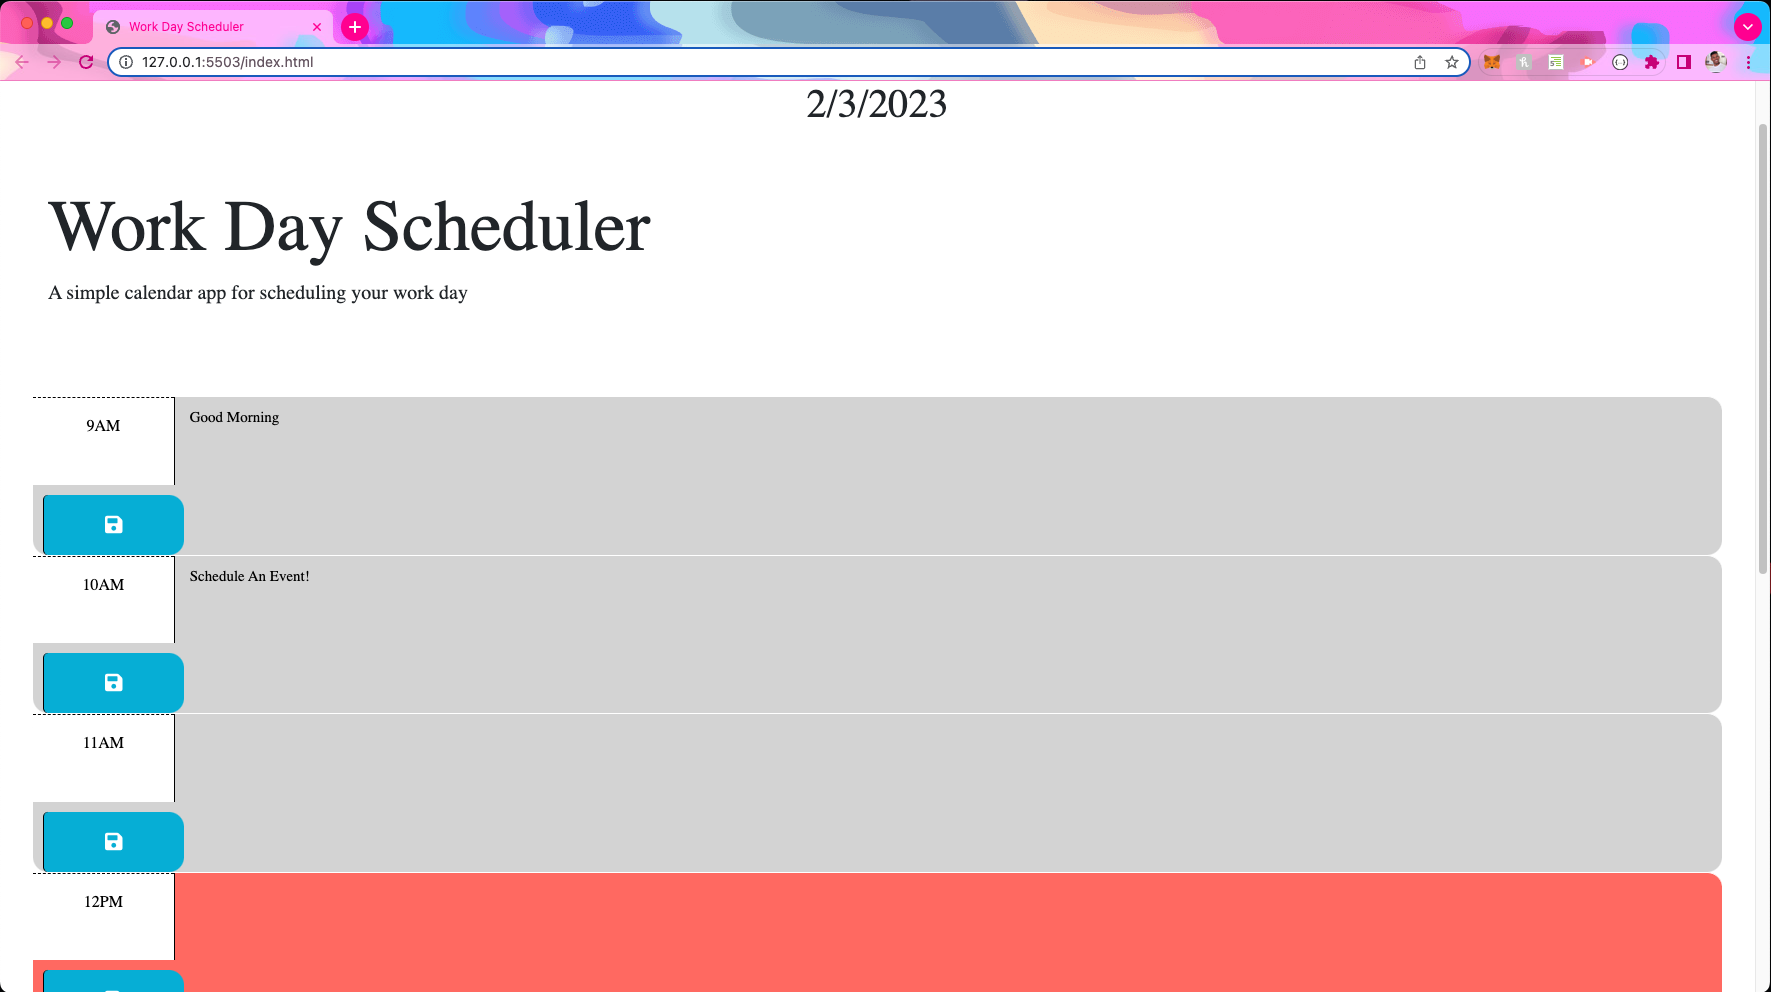 Work Day Scheduler
127.0.0.1:5503/index.html
2/3/2023
Work Day Scheduler
A simple calendar app for scheduling your work day
9AM
Good Morning
10AM
Schedule An Event!
11AM
12PM